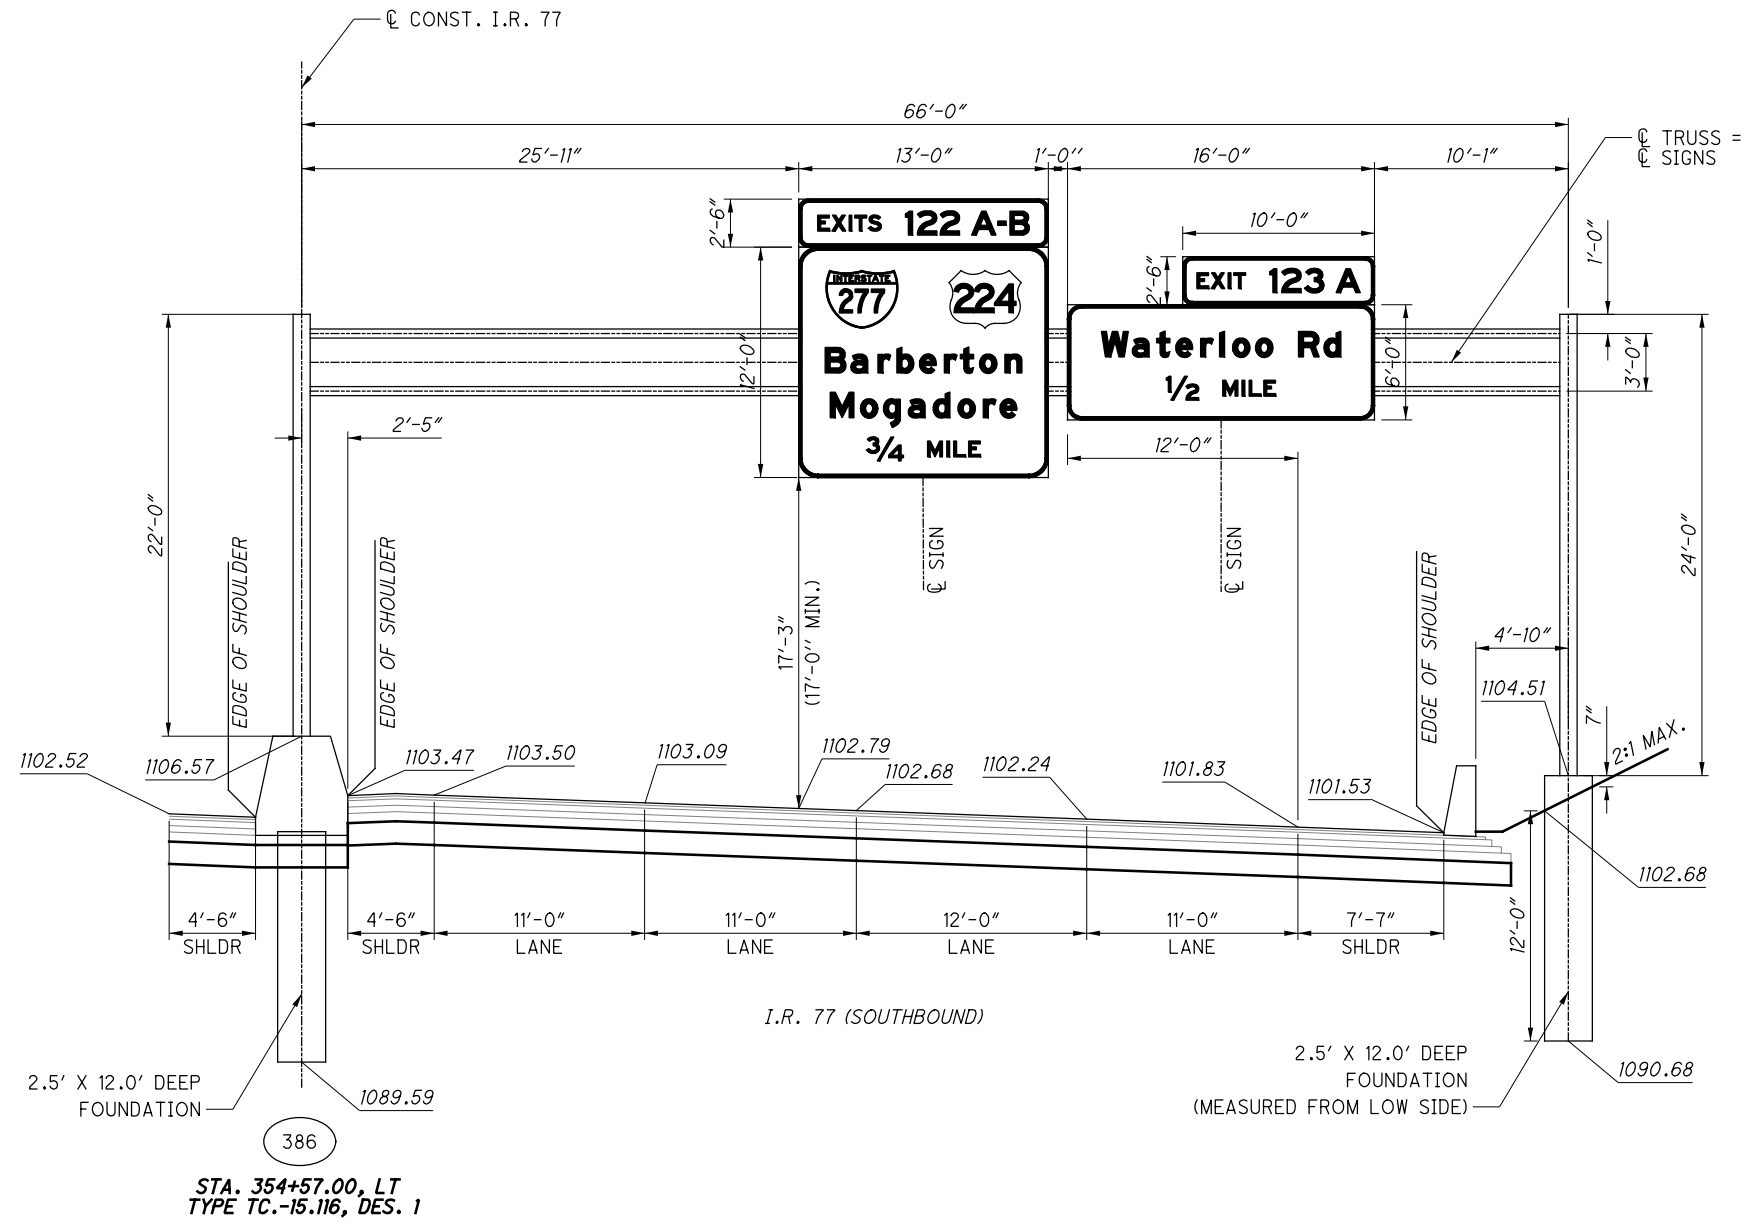 ℄ CONST. I.R. 77
66'-0"
℄ TRUSS =
℄ SIGNS
25'-11"
13'-0"
1'-0''
16'-0"
10'-1"
2'-6"
EXITS 122 A-B
10'-0"
1'-0"
2'-6"
EXIT 123 A
INTERSTATE
277
224
Barberton
Mogadore
3/4 MILE
12'-0"
Waterloo Rd
1/2 MILE
6'-0"
3'-0"
2'-5"
12'-0"
22'-0"
24'-0"
EDGE OF SHOULDER
EDGE OF SHOULDER
℄ SIGN
℄ SIGN
EDGE OF SHOULDER
17'-3"
(17'-0'' MIN.)
4'-10"
1104.51
7"
2:1 MAX.
1102.52
1106.57
1103.47
1103.50
1103.09
1102.79
1102.68
1102.24
1101.83
1101.53
1102.68
12'-0"
4'-6"
SHLDR
4'-6"
SHLDR
11'-0"
LANE
11'-0"
LANE
12'-0"
LANE
11'-0"
LANE
7'-7"
SHLDR
I.R. 77 (SOUTHBOUND)
2.5' X 12.0' DEEP
FOUNDATION
1089.59
2.5' X 12.0' DEEP
FOUNDATION
(MEASURED FROM LOW SIDE)
1090.68
386
STA. 354+57.00, LT
TYPE TC.-15.116, DES. 1